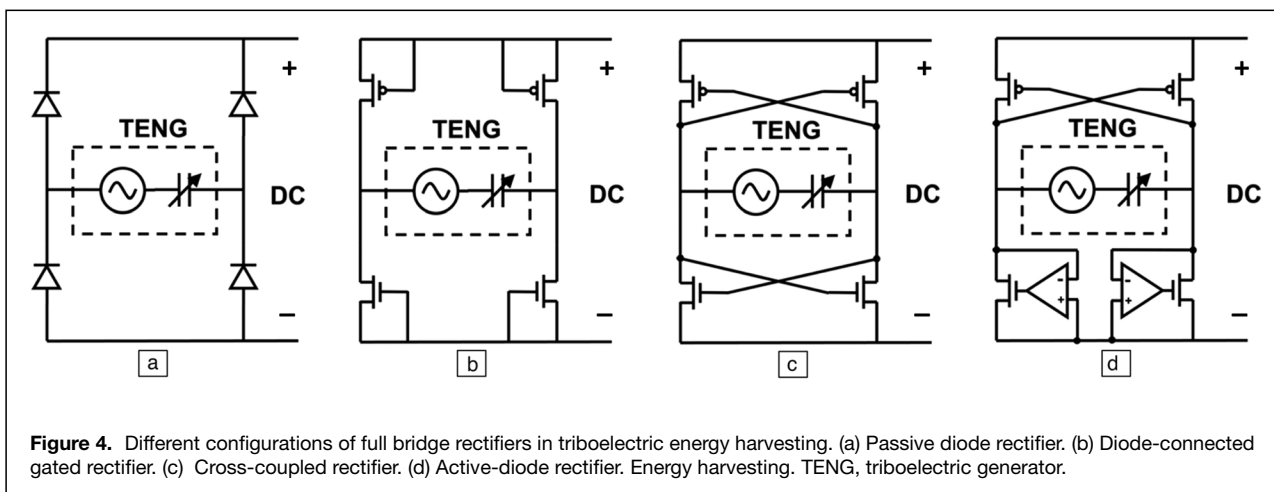 + + + +
TENG TENG TENG TENG
DC DC DC DC
- + - +
− − − −
a b c d
Figure 4. Different configurations of full bridge rectifiers in triboelectric energy harvesting. (a) Passive diode rectifier. (b) Diode-connected
gated rectifier. (c) Cross-coupled rectifier. (d) Active-diode rectifier. Energy harvesting. TENG, triboelectric generator.